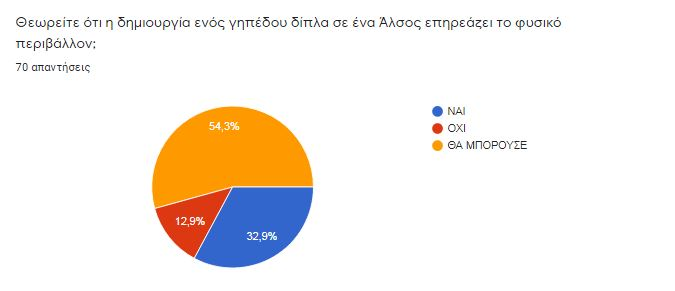 Θεωρείτε ότι η δημιουργία ενός γηπέδου δίπλα σε ένα Άλσος επηρεάζει το φυσικό
περιβάλλον;
70 απαντήσεις
54,3%
12,9%
32,9%
ΝΑΙ
ΟΧΙ
ΘΑ ΜΠΟΡΟΥΣΕ